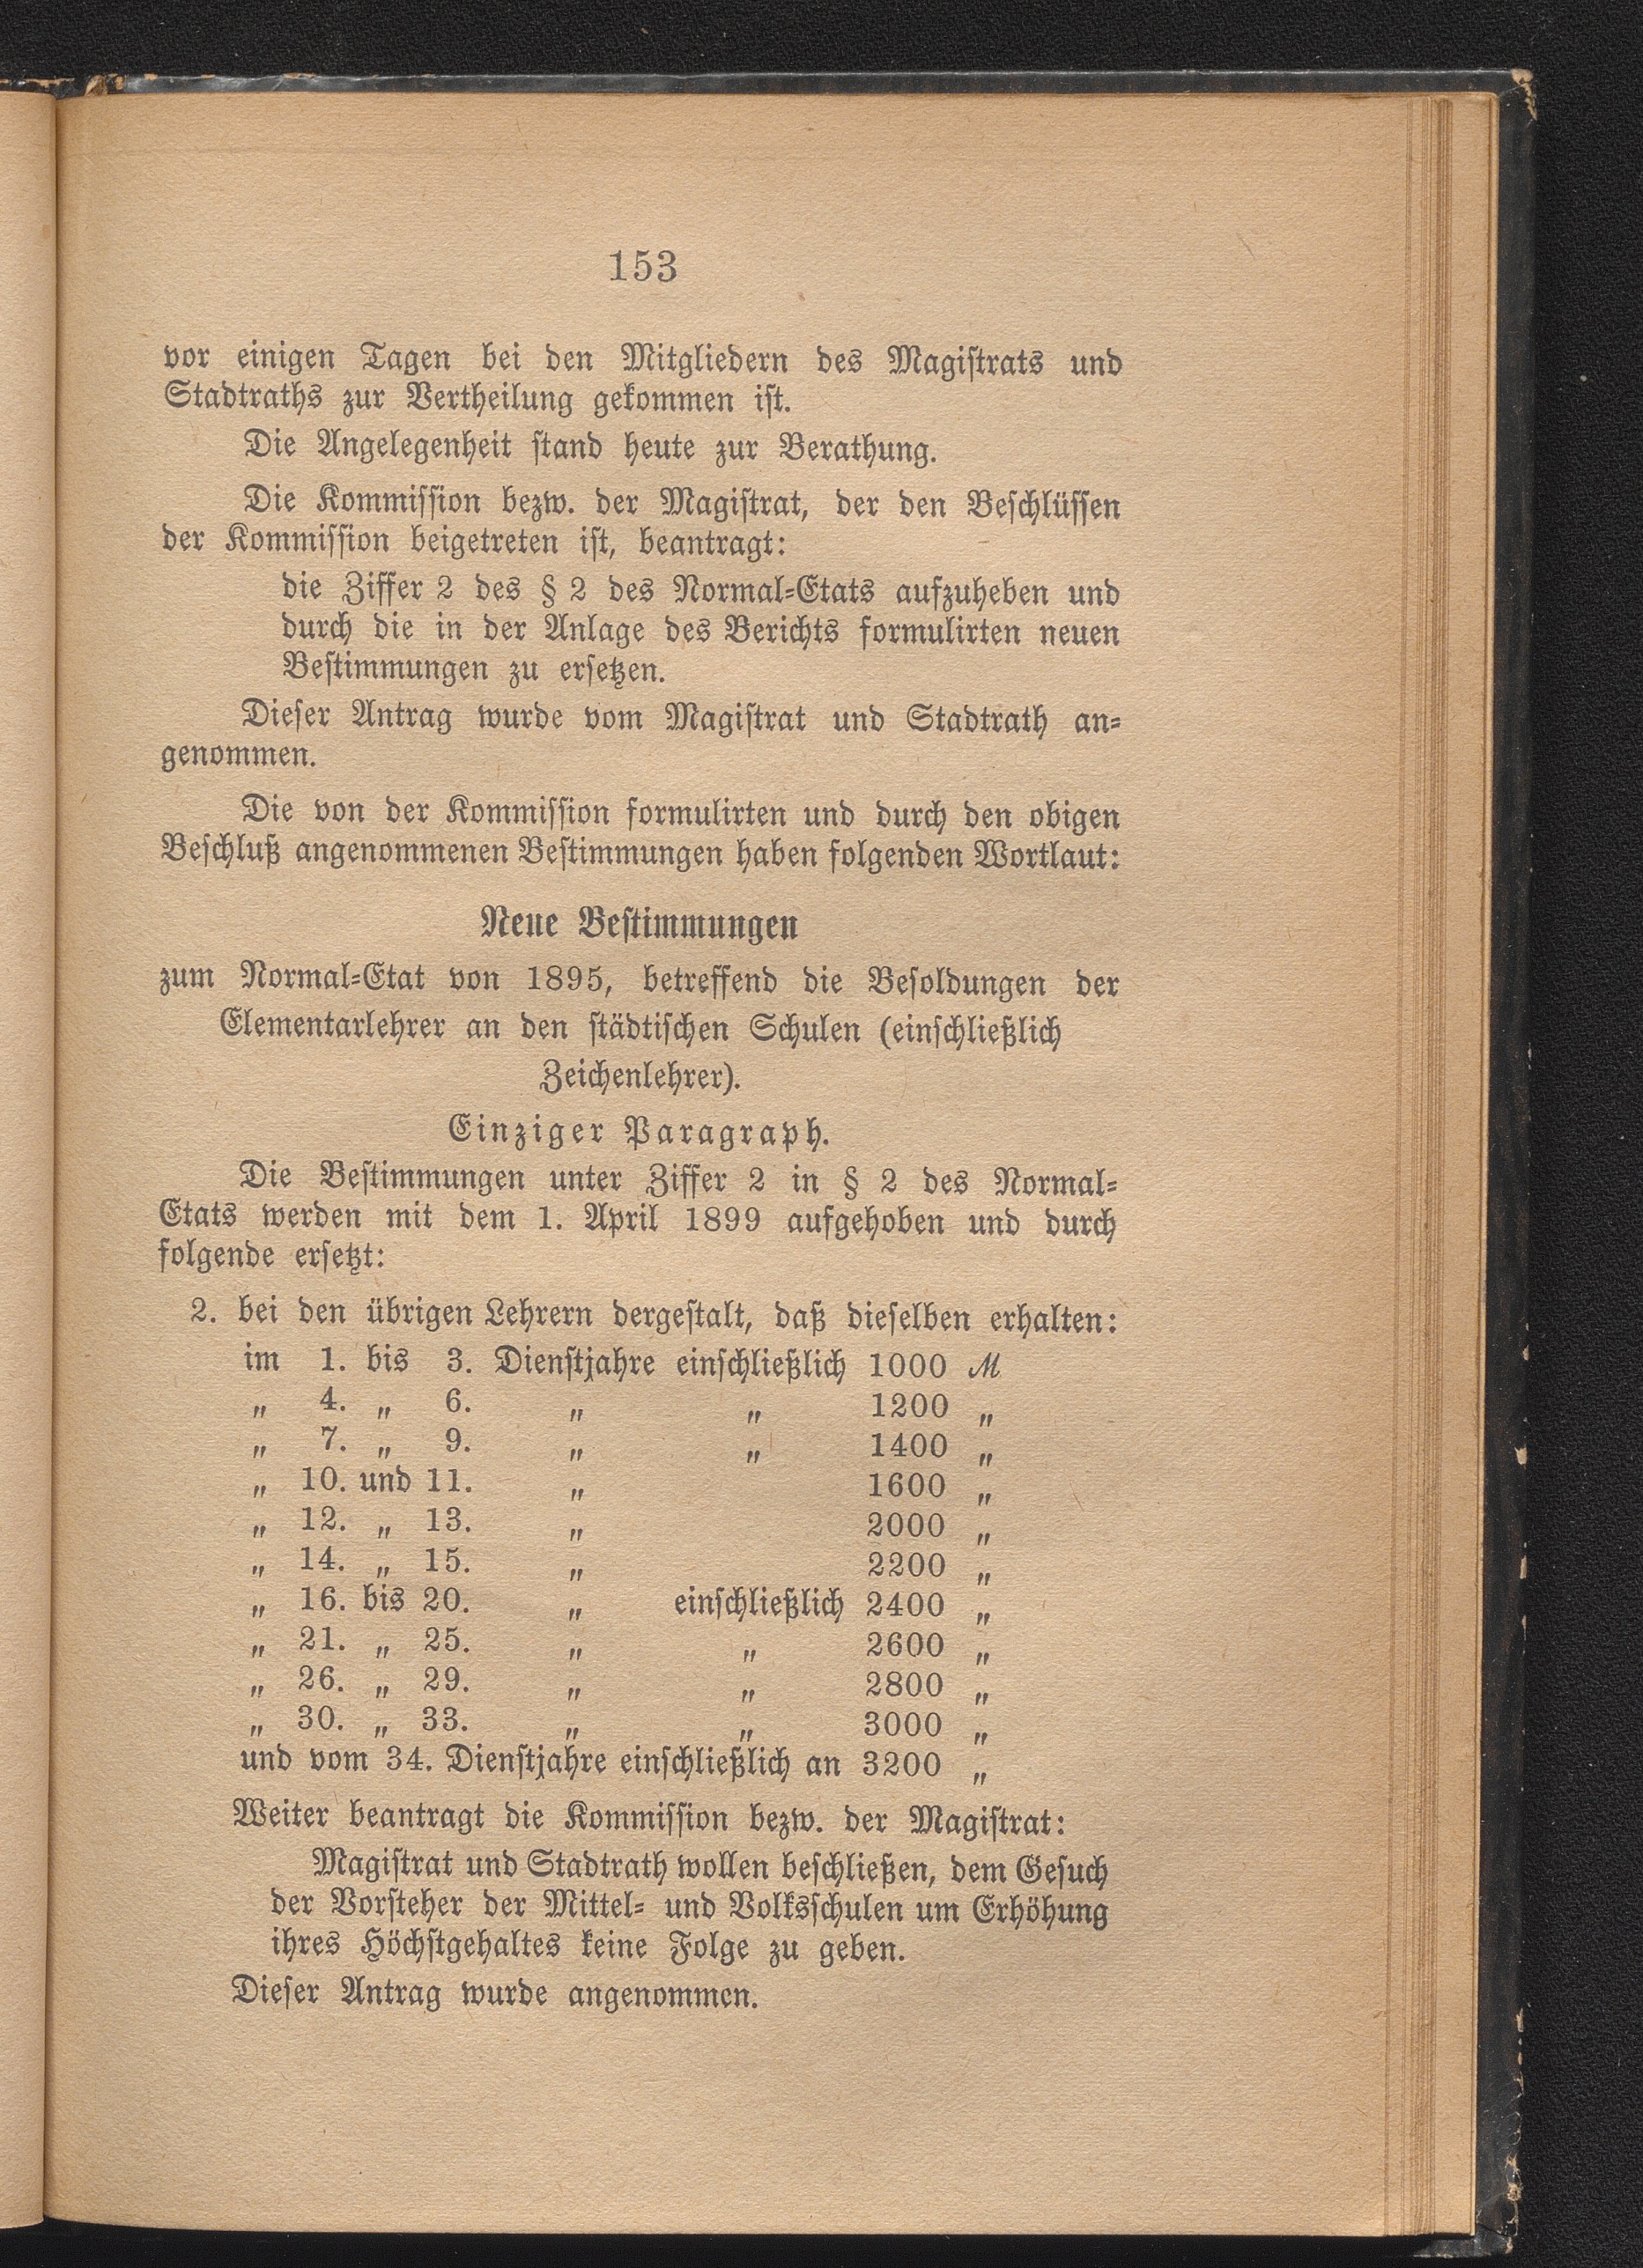 153
vor einigen Tagen bei den Mitgliedern des Magistrats und
Stadtraths zur Vertheilung gekommen ist.
Die Angelegenheit stand heute zur Berathung.
Die Kommission bezw. der Magistrat, der den Beschlüssen
der Kommission beigetreten ist, beantragt:
die Ziffer 2 des § 2 des Normal-Etats aufzuheben und
durch die in der Anlage des Berichts formulirten neuen
Bestimmungen zu ersetzen.
Dieser Antrag wurde vom Magistrat und Stadtrath an-
genommen.
Die von der Kommission formulirten und durch den obigen
Beschluß angenommenen Bestimmungen haben folgenden Wortlaut:
Neue Bestimmungen
zum Normal-Etat von 1895, betreffend die Besoldungen der
Elementarlehrer an den städtischen Schulen (einschließlich
Zeichenlehrer).
Einziger Paragraph.
Die Bestimmungen unter Ziffer 2 in § 2 des Normal-
Etats werden mit dem 1. April 1899 aufgehoben und durch
folgende ersetzt:
2. bei den übrigen Lehrern dergestalt, daß dieselben erhalten:
im 1. bis 3. Dienstjahre einschließlich 1000 ℳ
„ 4. „ 6. „ „ 1200 „
„ 7. „ 9. „ „ 1400 „
„ 10. und 11. „ 1600 „
„ 12. „ 13. „ 2000 „
„ 14. „ 15. „ 2200 „
„ 16. bis 20. „ einschließlich 2400 „
„ 21. „ 25. „ „ 2600 „
„ 26. „ 29. „ „ 2800 „
„ 30. „ 33. „ „ 3000 „
und vom 34. Dienstjahre einschließlich an 3200 „
Weiter beantragt die Kommission bezw. der Magistrat:
Magistrat und Stadtrath wollen beschließen, dem Gesuch
der Vorsteher der Mittel- und Volksschulen um Erhöhung
ihres Höchstgehaltes keine Folge zu geben.
Dieser Antrag wurde angenommen.